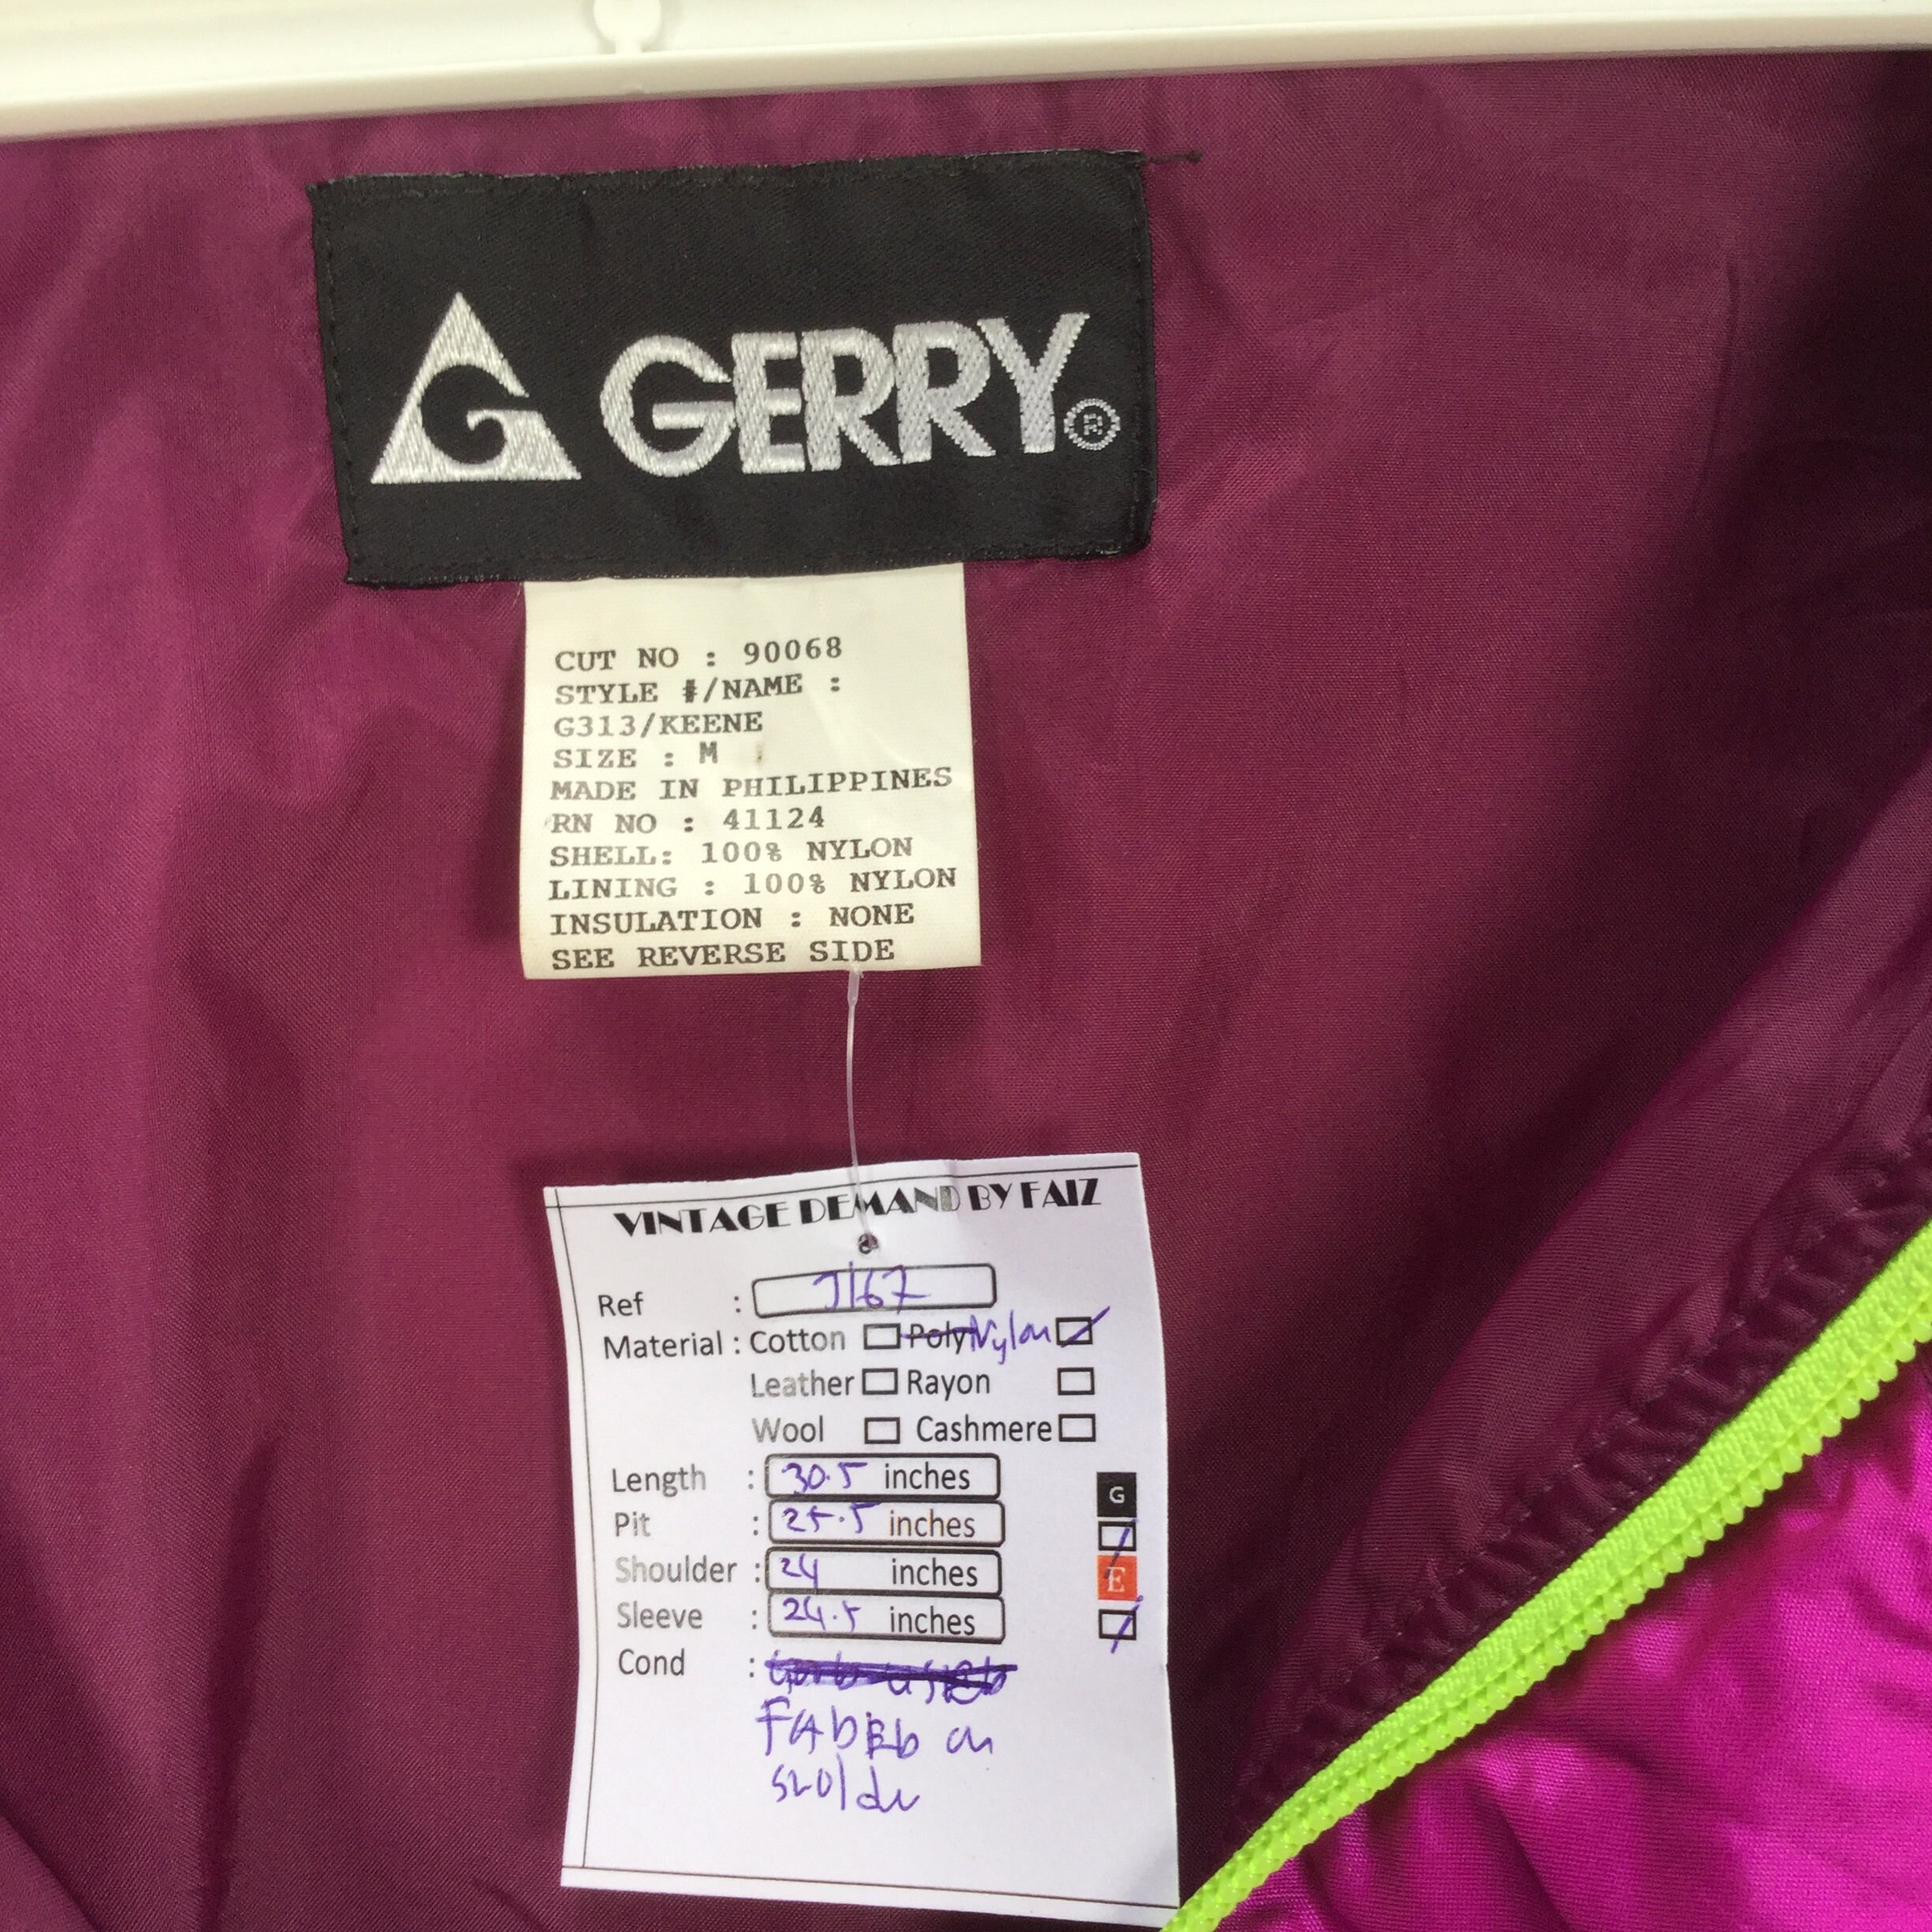 G GERRY ®
CUT NO : 90068
STYLE #/NAME :
G313/KEENE
SIZE : M
MADE IN PHILIPPINES
RN NO : 41124
SHELL: 100% NYLON
LINING : 100% NYLON
INSULATION : NONE
SEE REVERSE SIDE
VINTAGE DEMAND BY FAIZ
Ref : J167
Material : Cotton Poly Nylon
Leather Rayon
Wool Cashmere
Length : 30.5 inches
G
Pit : 25.5 inches
Shoulder : 24 inches
E
Sleeve : 24.5 inches
Cond :
FAbEb on